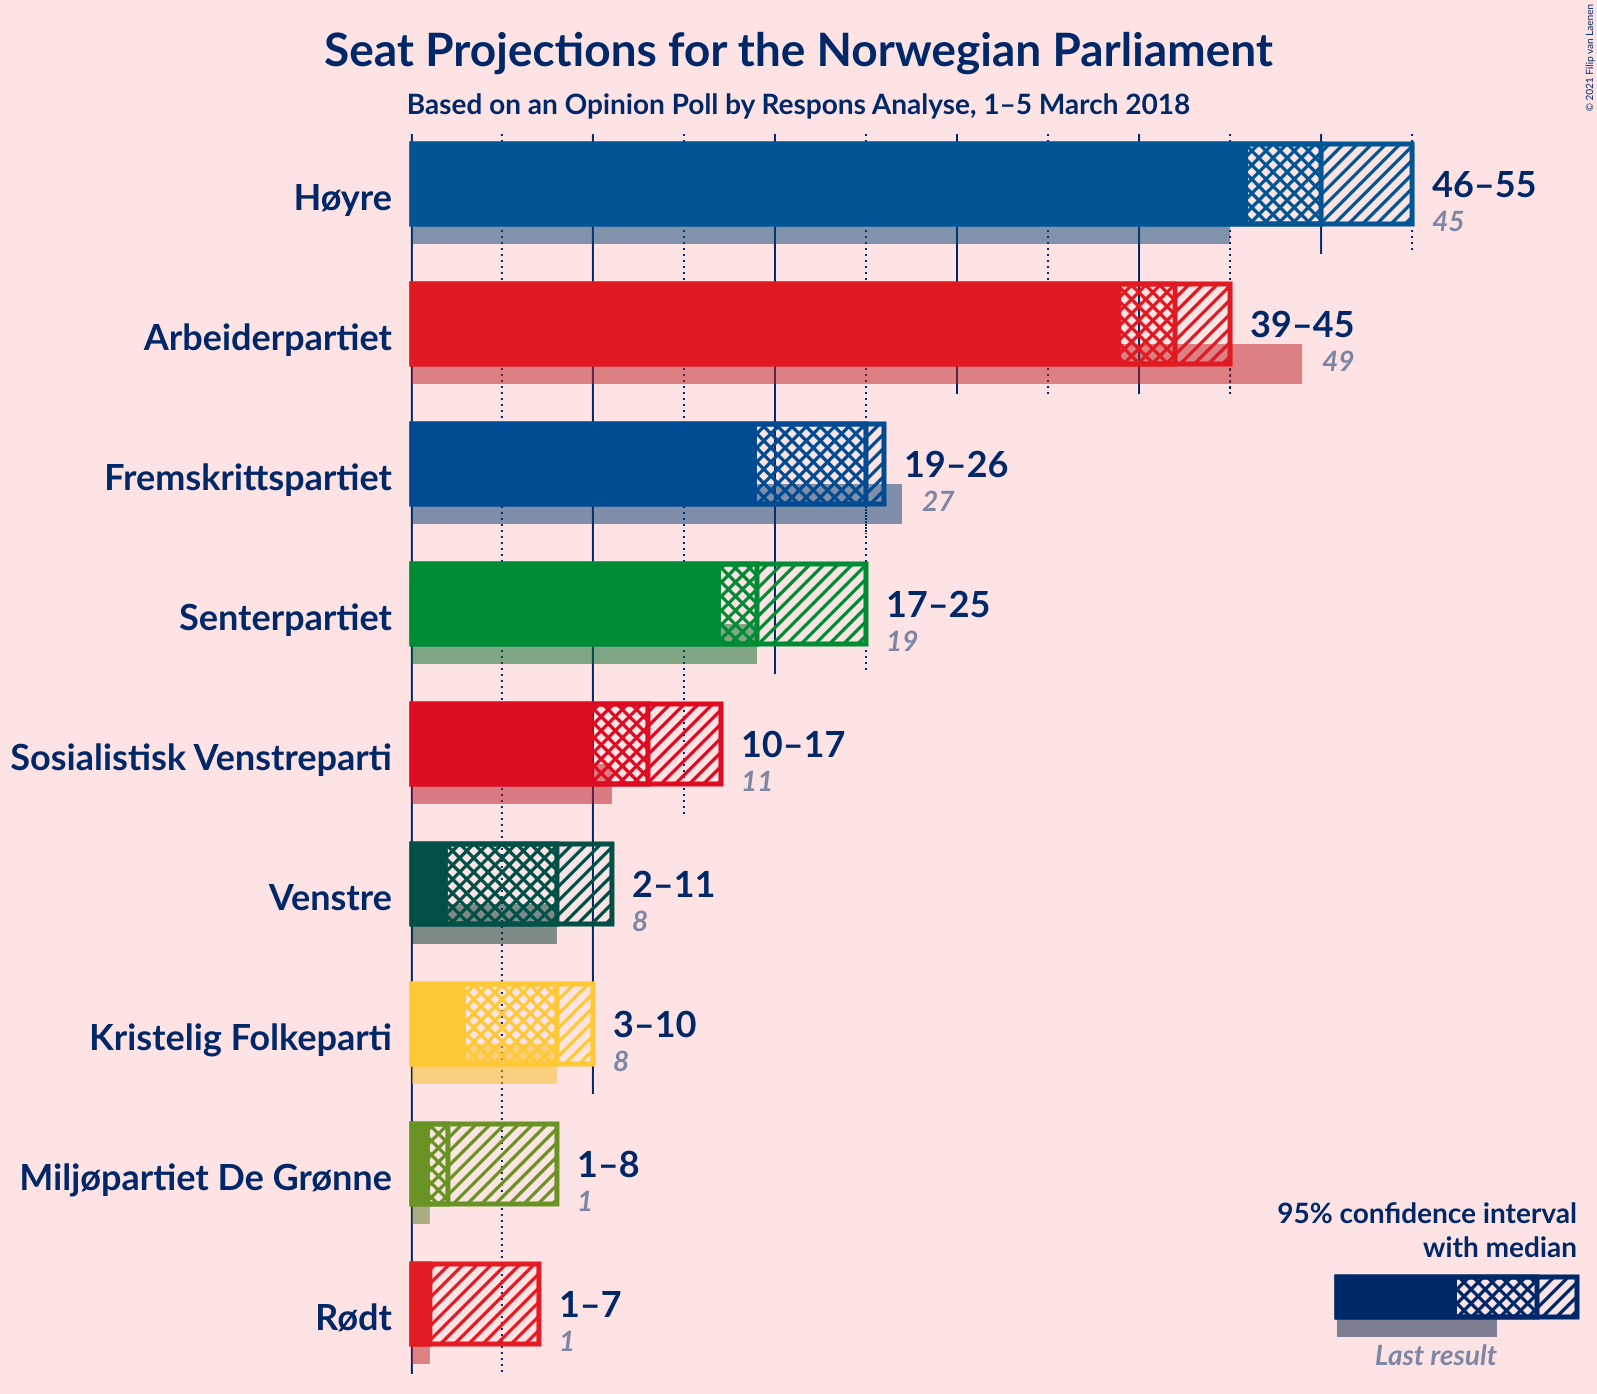 Seat Projections for the Norwegian Parliament
Based on an Opinion Poll by Respons Analyse, 1–5 March 2018
© 2021 Filip van Laenen
Høyre
46–55
45
Arbeiderpartiet
39–45
49
Fremskrittspartiet
19–26
27
Senterpartiet
17–25
19
Sosialistisk Venstreparti
10–17
11
Venstre
2–11
8
Kristelig Folkeparti
3–10
8
Miljøpartiet De Grønne
1–8
1
Rødt
1–7
1
95% confidence interval
with median
Last result